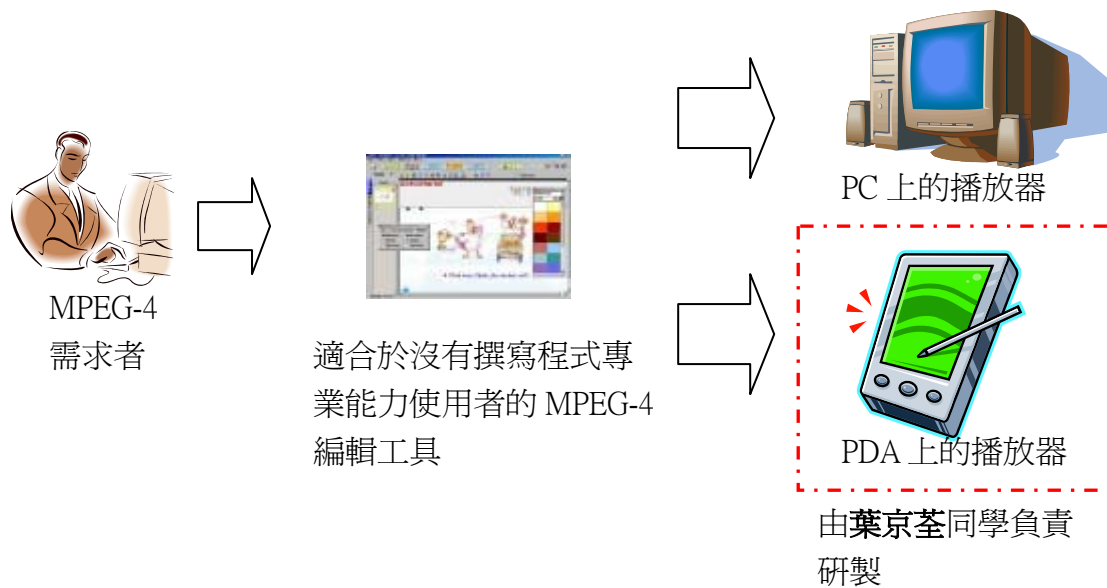 MPEG-4
需求者
適合於沒有撰寫程式專
業能力使用者的 MPEG-4
編輯工具
PC 上的播放器
PDA 上的播放器
由葉京荃同學負責
研製